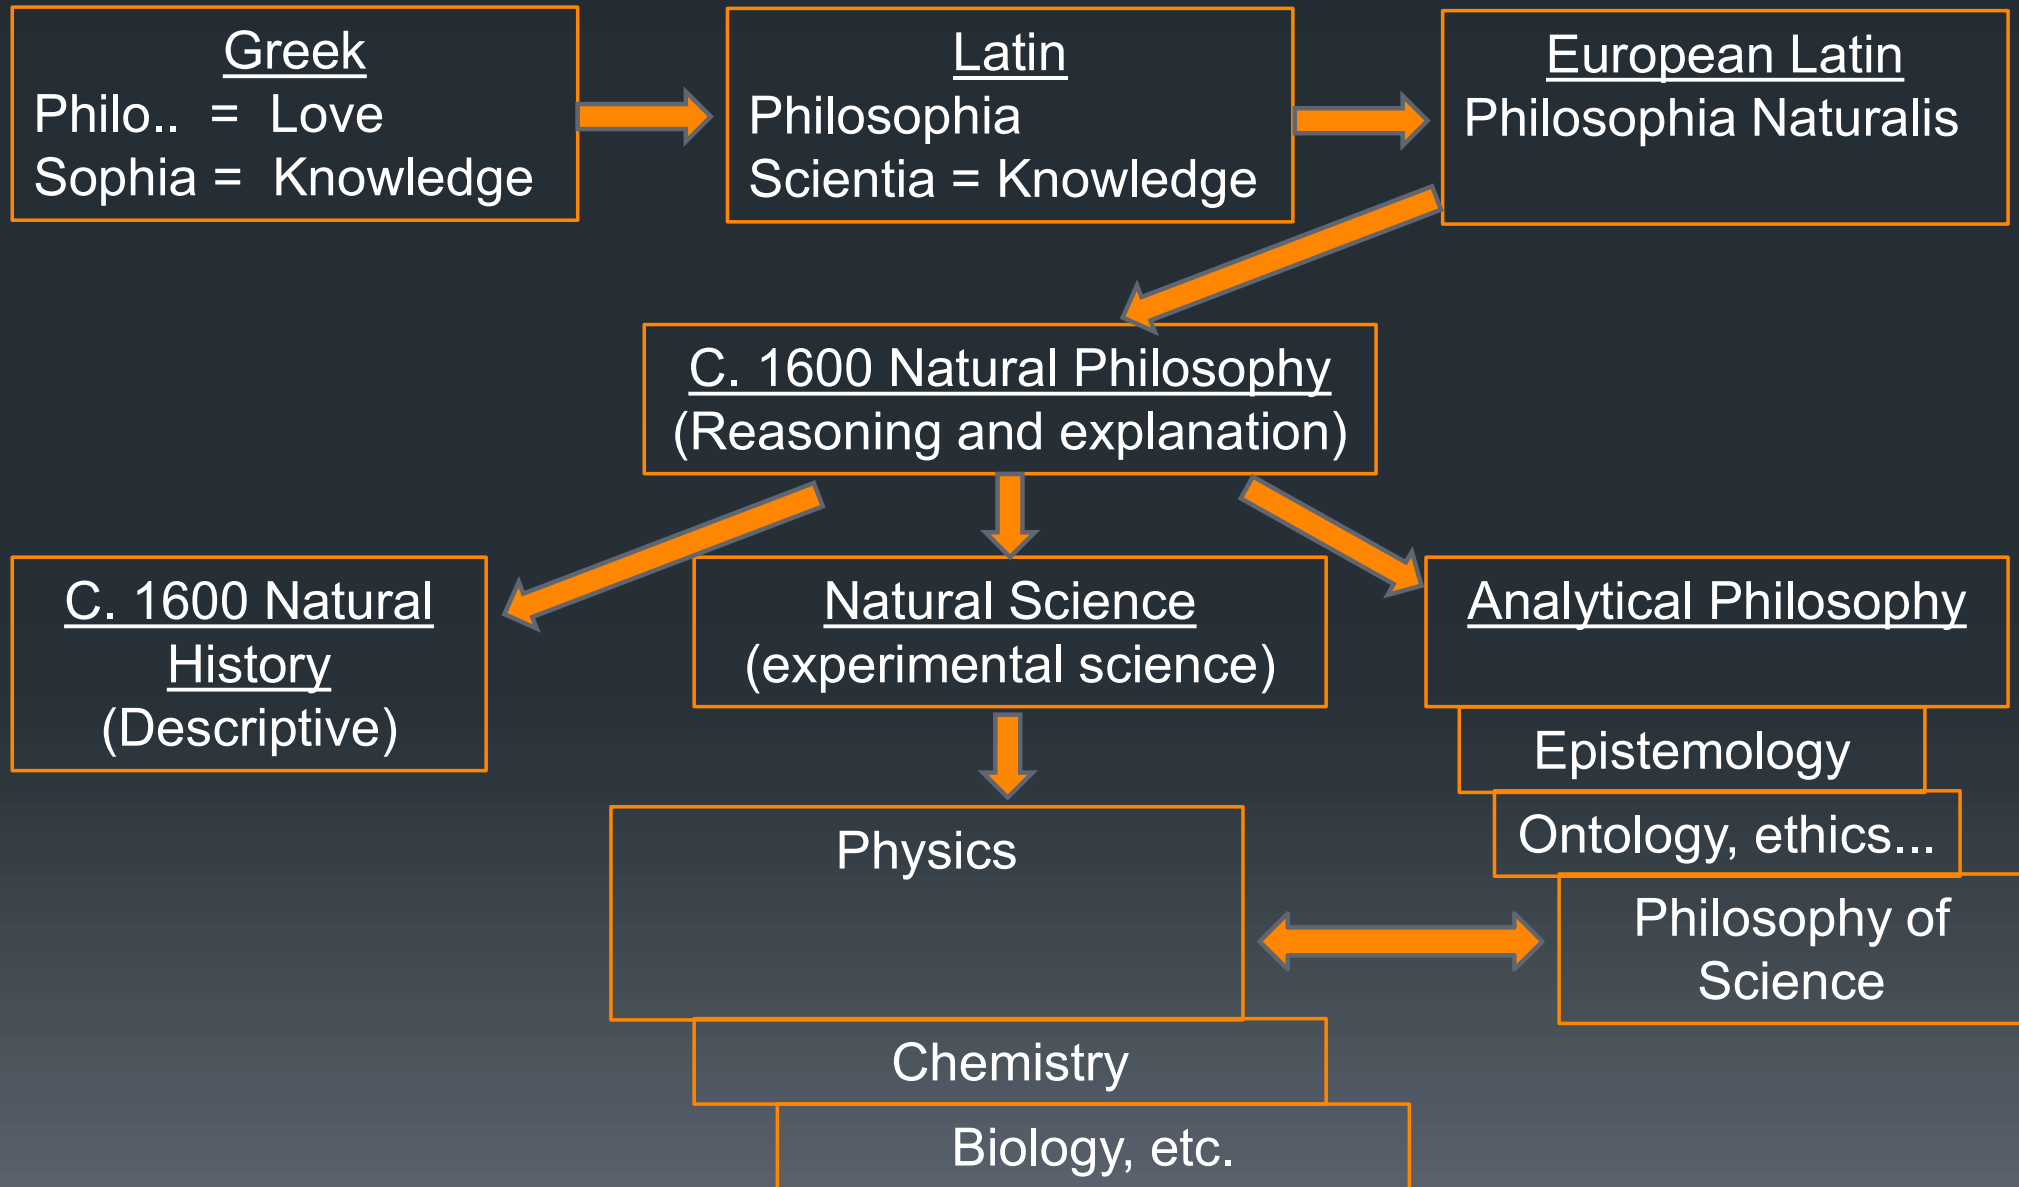 Greek
Philo.. = Love
Sophia = Knowledge
Latin
Philosophia
Scientia = Knowledge
European Latin
Philosophia Naturalis
C. 1600 Natural Philosophy
(Reasoning and explanation)
C. 1600 Natural
History
(Descriptive)
Natural Science
(experimental science)
Analytical Philosophy
Epistemology
Ontology, ethics...
Philosophy of
Science
Physics
Chemistry
Biology, etc.